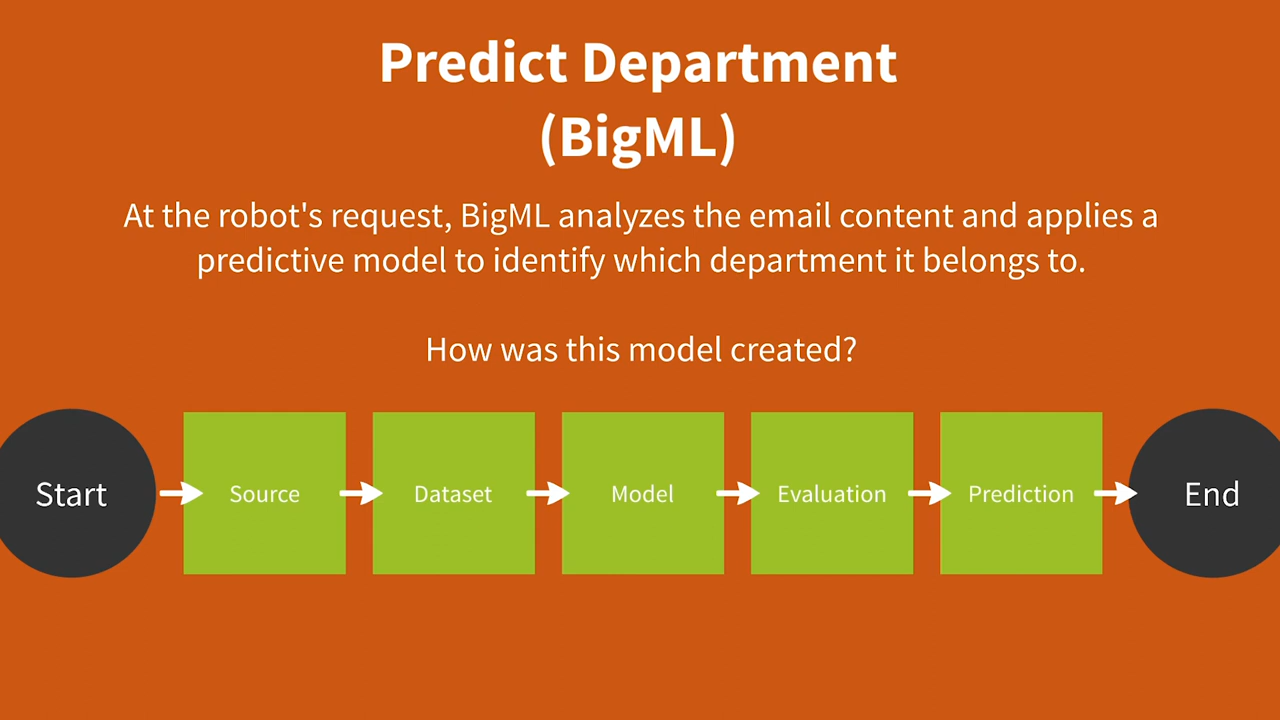 Predict Department
(BigML)
At the robot's request, BigML analyzes the email content and applies a
predictive model to identify which department it belongs to.
How was this model created?
Start
Source
Dataset
Model
Evaluation
Prediction
End